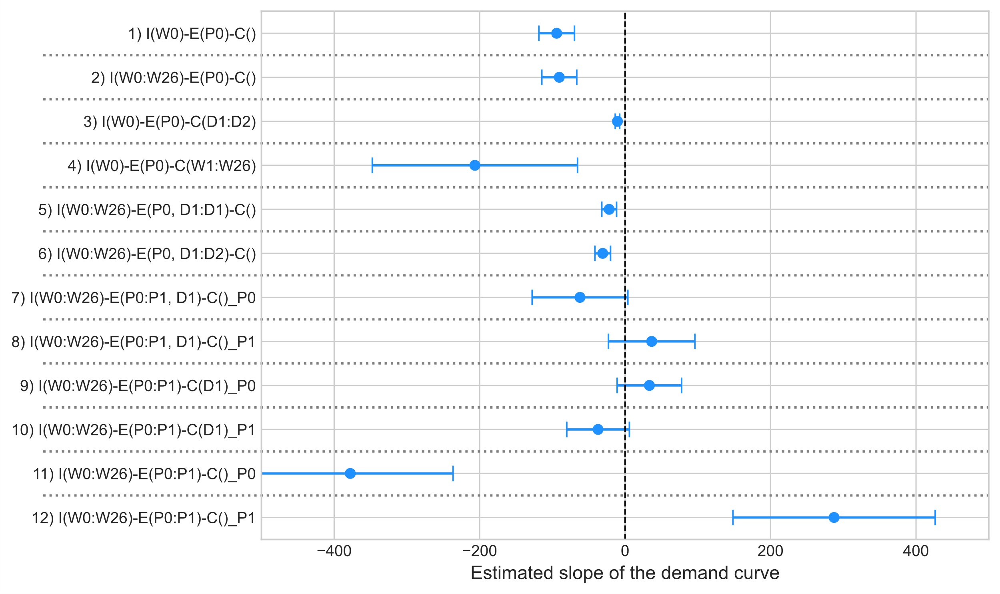 1) I(W0)-E(P0)-C()
2) I(W0:W26)-E(P0)-C()
3) I(W0)-E(P0)-C(D1:D2)
4) I(W0)-E(P0)-C(W1:W26)
5) I(W0:W26)-E(P0, D1:D1)-C()
6) I(W0:W26)-E(P0, D1:D2)-C()
7) I(W0:W26)-E(P0:P1, D1)-C()_P0
8) I(W0:W26)-E(P0:P1, D1)-C()_P1
9) I(W0:W26)-E(P0:P1)-C(D1)_P0
10) I(W0:W26)-E(P0:P1)-C(D1)_P1
11) I(W0:W26)-E(P0:P1)-C()_P0
12) I(W0:W26)-E(P0:P1)-C()_P1
−400 −200 0 200 400
Estimated slope of the demand curve